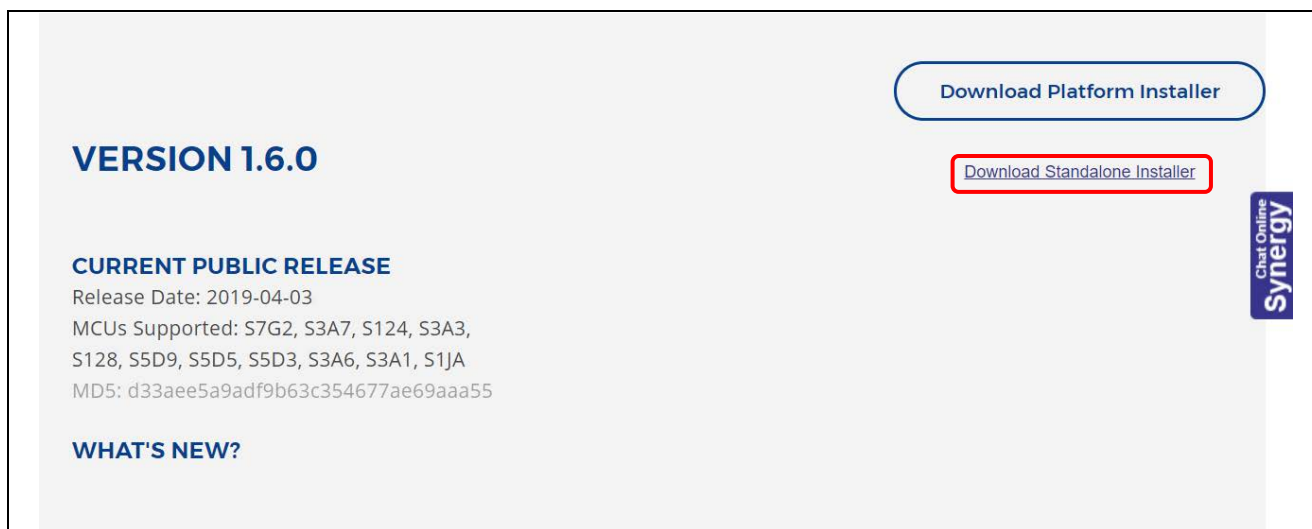 Download Platform Installer
VERSION 1.6.0
Download Standalone Installer
Chat Online
Synergy
CURRENT PUBLIC RELEASE
Release Date: 2019-04-03
MCUs Supported: S7G2, S3A7, S124, S3A3,
S128, S5D9, S5D5, S5D3, S3A6, S3A1, S1JA
MD5: d33aee5a9adf9b63c354677ae69aaa55
WHAT'S NEW?